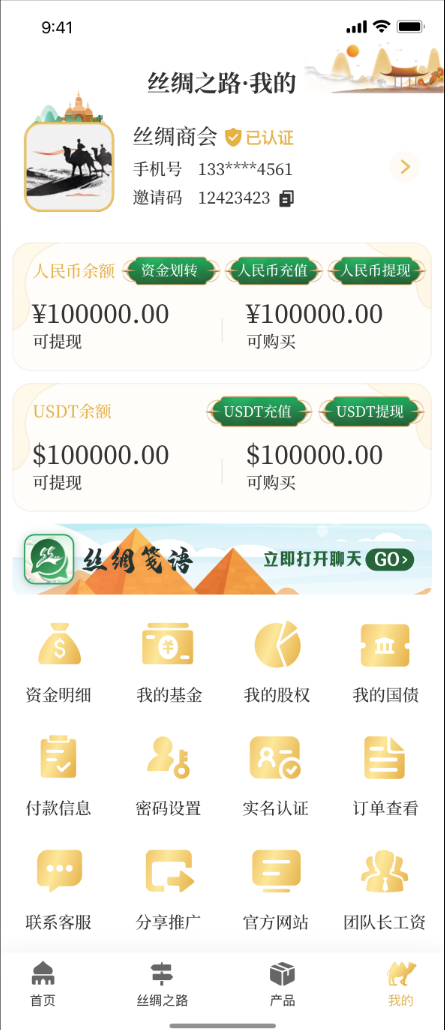 9:41
丝绸之路·我的
丝绸商会 已认证
手机号 133****4561
邀请码 12423423
人民币余额 资金划转 人民币充值 人民币提现
¥100000.00 ¥100000.00
可提现 可购买
USDT余额 USDT充值 USDT提现
$100000.00 $100000.00
可提现 可购买
丝 丝绸笺语 立即打开聊天 GO›
资金明细 我的基金 我的股权 我的国债
付款信息 密码设置 实名认证 订单查看
联系客服 分享推广 官方网站 团队长工资
首页 丝绸之路 产品 我的